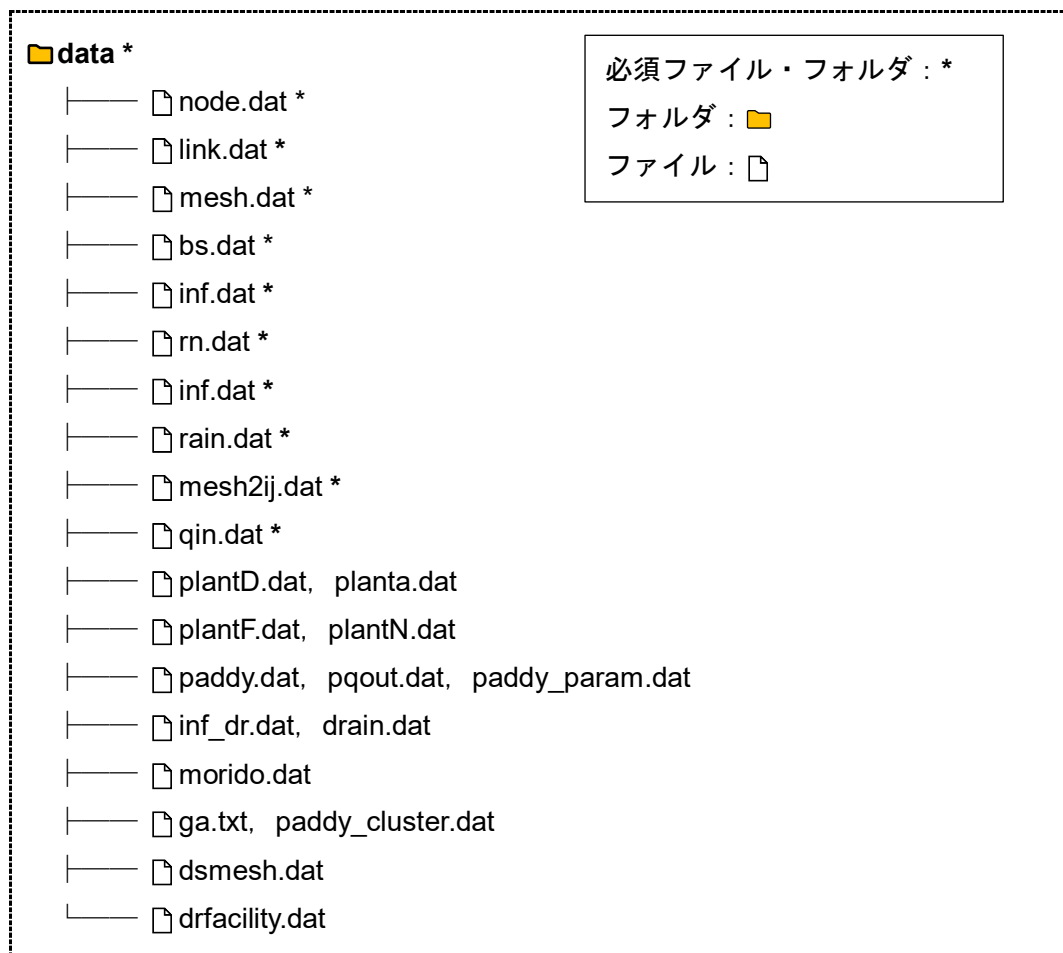 data *
node.dat *
link.dat *
mesh.dat *
bs.dat *
inf.dat *
rn.dat *
inf.dat *
rain.dat *
mesh2ij.dat *
qin.dat *
plantD.dat, planta.dat
plantF.dat, plantN.dat
paddy.dat, pqout.dat, paddy_param.dat
inf_dr.dat, drain.dat
morido.dat
ga.txt, paddy_cluster.dat
dsmesh.dat
drfacility.dat
必須ファイル・フォルダ：*
フォルダ：
ファイル：